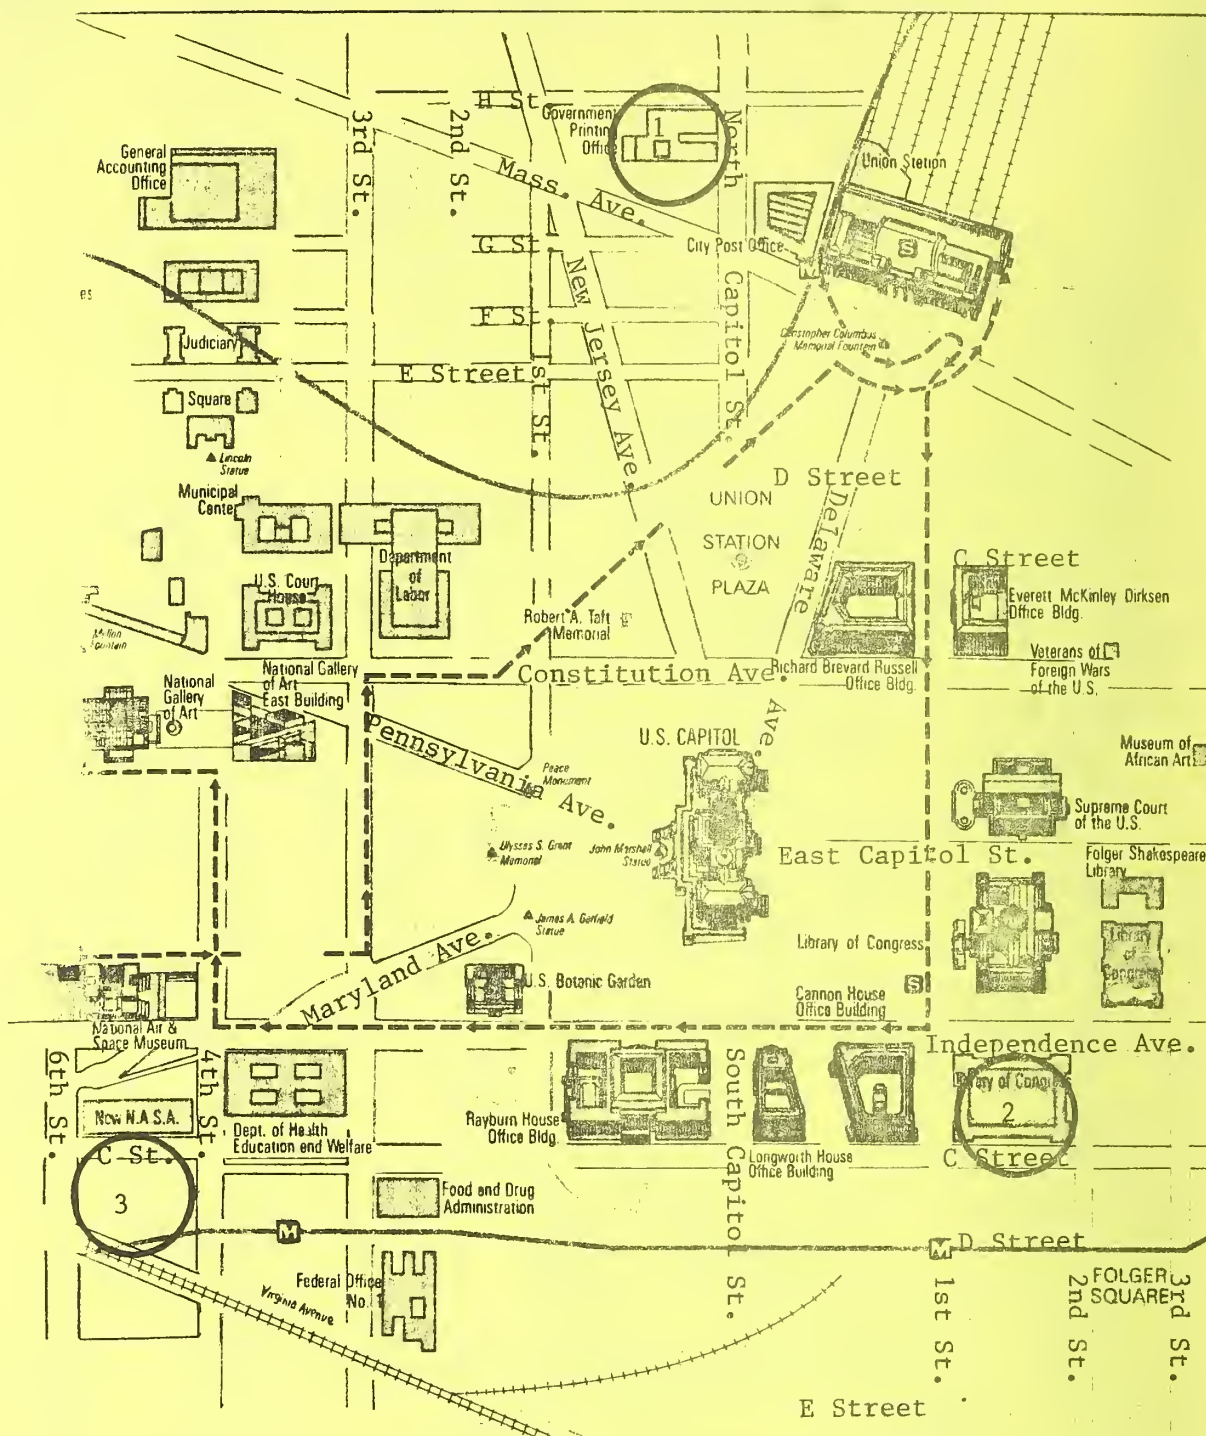 H St.
Government
Printing
Office
1
North
Capitol St.
3rd St.
2nd St.
Mass. Ave.
Union Station
General
Accounting
Office
G St.
City Post Office
S
New Jersey Ave.
es
F St.
Christopher Columbus
Memorial Fountain
Judiciary
E Street
1st St.
Square
Lincoln
Statue
D Street
UNION
STATION
PLAZA
Delaware
Ave.
Municipal
Center
Department
of
Labor
C Street
U.S. Court
House
Everett McKinley Dirksen
Office Bldg.
Robert A. Taft
Memorial
Mellon
Fountain
Veterans of
Foreign Wars
of the U.S.
National Gallery
of Art
East Building
Constitution Ave.
Richard Brevard Russell
Office Bldg.
National
Gallery
of Art
Pennsylvania Ave.
U.S. CAPITOL
Museum of
African Art
Peace
Monument
Supreme Court
of the U.S.
Ulysses S. Grant
Memorial
John Marshall
Statue
East Capitol St.
Folger Shakespeare
Library
James A. Garfield
Statue
Maryland Ave.
Library of Congress
Library
of
Congress
U.S. Botanic Garden
Cannon House
Office Building
S
National Air &
Space Museum
Independence Ave.
6th St.
4th St.
South Capitol St.
Library of Congress
2
New N.A.S.A.
Rayburn House
Office Bldg.
Dept. of Health
Education and Welfare
C St.
Longworth House
Office Building
C Street
3
Food and Drug
Administration
M
M
D Street
Federal Office
No. 1
Virginia Avenue
1st St.
2nd St.
FOLGER
SQUARE
3rd St.
E Street